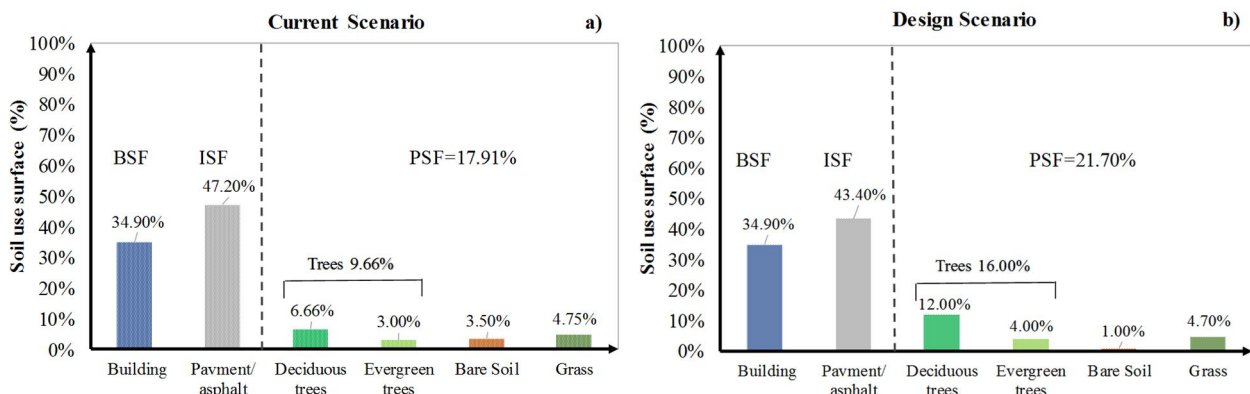 Current Scenario
a)
Soil use surface (%)
100%
90%
80%
70%
60%
50%
40%
30%
20%
10%
0%
BSF
ISF
PSF=17.91%
34.90%
47.20%
Trees 9.66%
6.66%
3.00%
3.50%
4.75%
Building
Pavment/
asphalt
Deciduous
trees
Evergreen
trees
Bare Soil
Grass
Design Scenario
b)
Soil use surface (%)
100%
90%
80%
70%
60%
50%
40%
30%
20%
10%
0%
BSF
ISF
PSF=21.70%
34.90%
43.40%
Trees 16.00%
12.00%
4.00%
1.00%
4.70%
Building
Pavment/
asphalt
Deciduous
trees
Evergreen
trees
Bare Soil
Grass